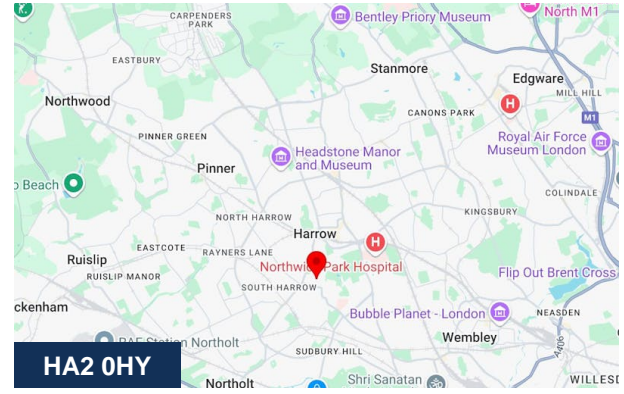 CARPENDERS
PARK
Bentley Priory Museum
North M1
EASTBURY
Stanmore
Edgware
MILL HILL
Northwood
CANONS PARK
M1
PINNER GREEN
Royal Air Force
Museum London
Headstone Manor
and Museum
Pinner
Beach
COLINDALE
NORTH HARROW
KINGSBURY
Harrow
EASTCOTE
RAYNERS LANE
Ruislip
Northwick Park Hospital
Flip Out Brent Cross
RUISLIP MANOR
SOUTH HARROW
ckenham
Bubble Planet - London
NEASDEN
RAF Station Northolt
Wembley
A406
SUDBURY HILL
HA2 0HY
Northolt
Shri Sanatan
WILLESD